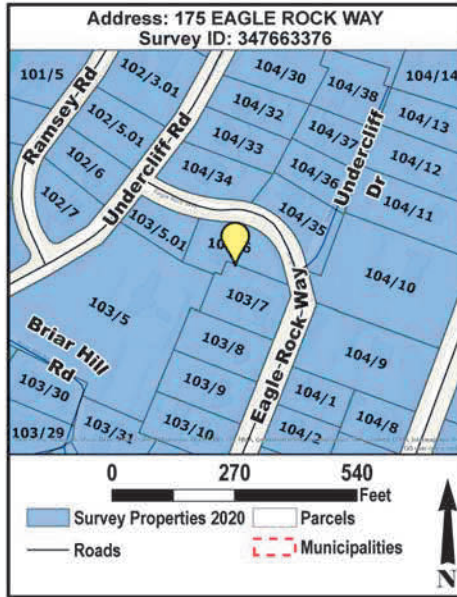 Address: 175 EAGLE ROCK WAY
Survey ID: 347663376
101/5
102/3.01
104/30
104/38
104/14
Ramsey-Rd
102/5.01
Undercliff-Rd
104/32
104/37
Undercliff
Dr
104/13
102/6
104/33
104/36
104/12
102/7
104/34
104/35
104/11
103/5.01
103/5
103/7
104/10
Briar Hill
Rd
103/8
Eagle-Rock-Way
104/9
103/30
103/9
104/1
104/8
103/29
103/31
103/10
104/2
0 270 540
Feet
Survey Properties 2020
Parcels
Roads
Municipalities
N